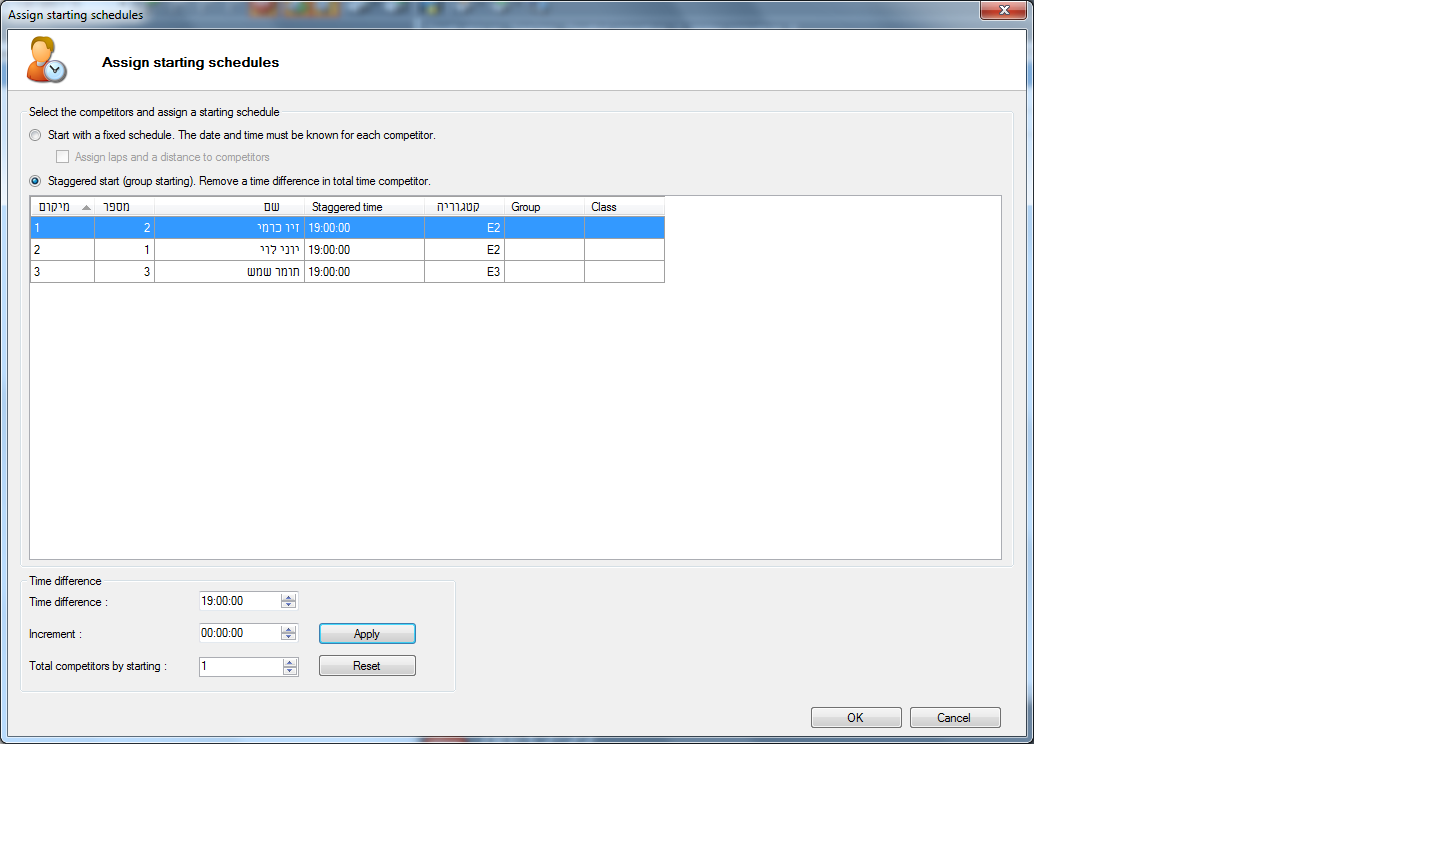 Assign starting schedules
Assign starting schedules
Select the competitors and assign a starting schedule
Start with a fixed schedule. The date and time must be known for each competitor.
Assign laps and a distance to competitors
Staggered start (group starting). Remove a time difference in total time competitor.
מיקום מספר שם Staggered time קטגוריה Group Class
1 2 זיו כרמי 19:00:00 E2
2 1 יוני לוי 19:00:00 E2
3 3 תומר שמש 19:00:00 E3
Time difference
Time difference : 19:00:00
Increment : 00:00:00 Apply
Total competitors by starting : 1 Reset
OK Cancel